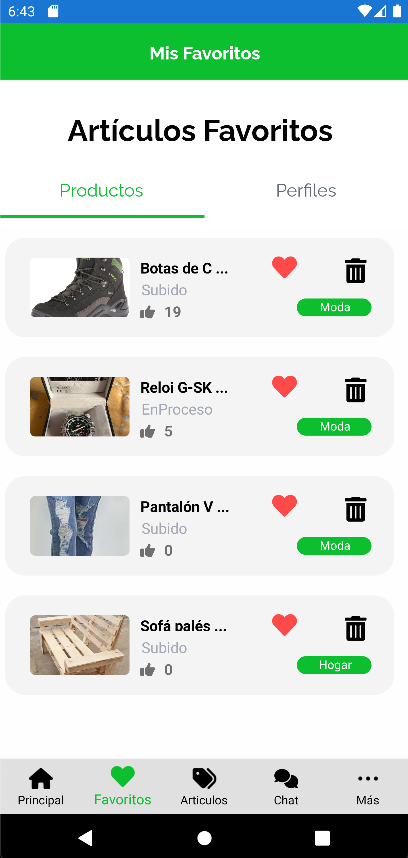 6:43
Mis Favoritos
Artículos Favoritos
Productos
Perfiles
Botas de C ...
Subido
19
Moda
Reloj G-SK ...
EnProceso
5
Moda
Pantalón V ...
Subido
0
Moda
Sofá palés ...
Subido
0
Hogar
Principal
Favoritos
Articulos
Chat
Más